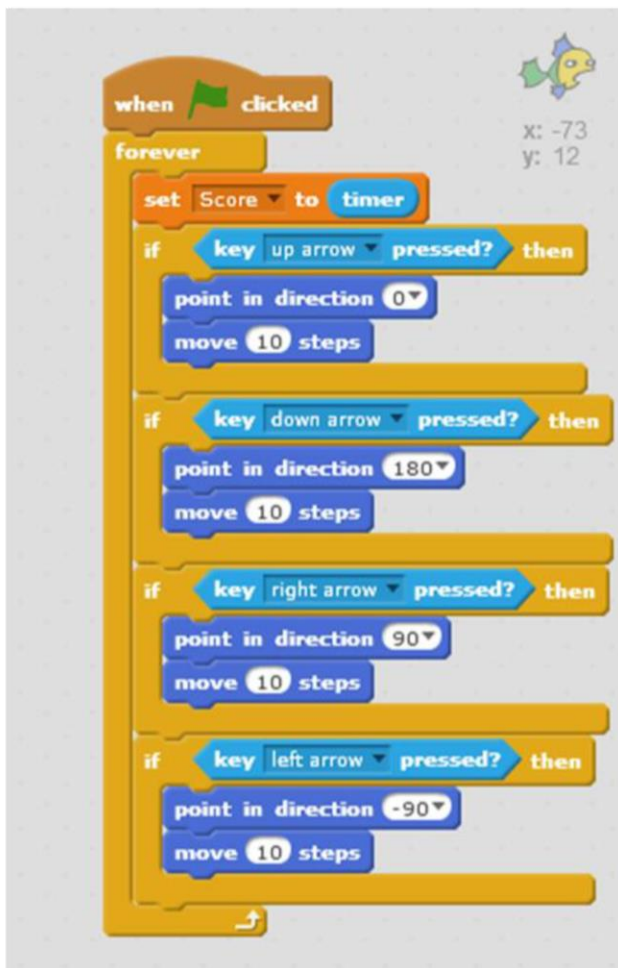 when clicked
x: -73
y: 12
forever
set Score to timer
if key up arrow pressed? then
point in direction 0
move 10 steps
if key down arrow pressed? then
point in direction 180
move 10 steps
if key right arrow pressed? then
point in direction 90
move 10 steps
if key left arrow pressed? then
point in direction -90
move 10 steps